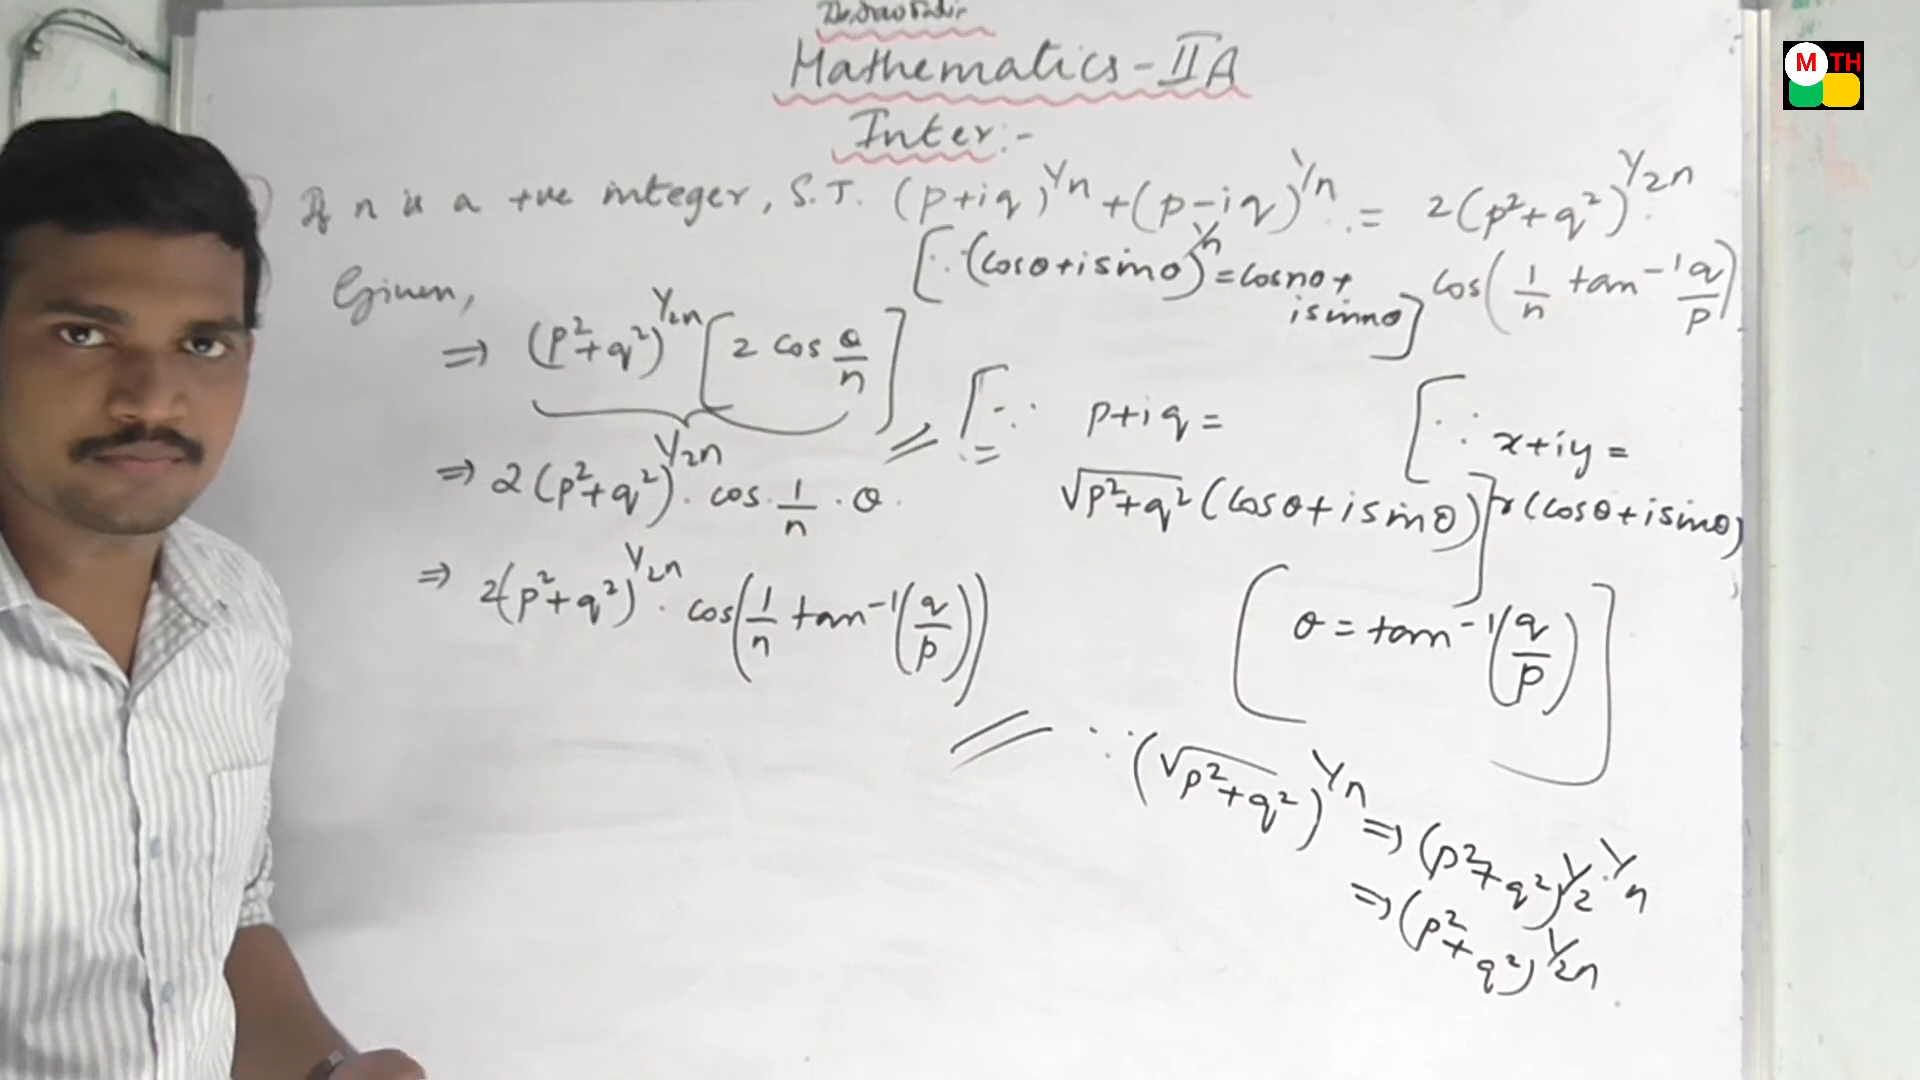 Mathematics-IIA
Inter:-
If n is a +ve integer, S.T. (p+iq)^1/n + (p-iq)^1/n = 2(p²+q²)^1/2n
cos(1/n tan⁻¹ q/p)
[∵ (cosθ+isinθ)^n = cosnθ+
isinnθ]
Given,
⇒ (p²+q²)^1/2n [2 cos θ/n]
⇒ 2(p²+q²)^1/2n . cos . 1/n . θ
⇒ 2(p²+q²)^1/2n . cos(1/n tan⁻¹(q/p))
[∵ p+iq =
√p²+q² (cosθ+isinθ)]
[∵ x+iy =
r(cosθ+isinθ)
[θ = tan⁻¹(q/p)]
∵ (√p²+q²)^1/n ⇒ (p²+q²)^1/2 . 1/n
⇒ (p²+q²)^1/2n
M TH